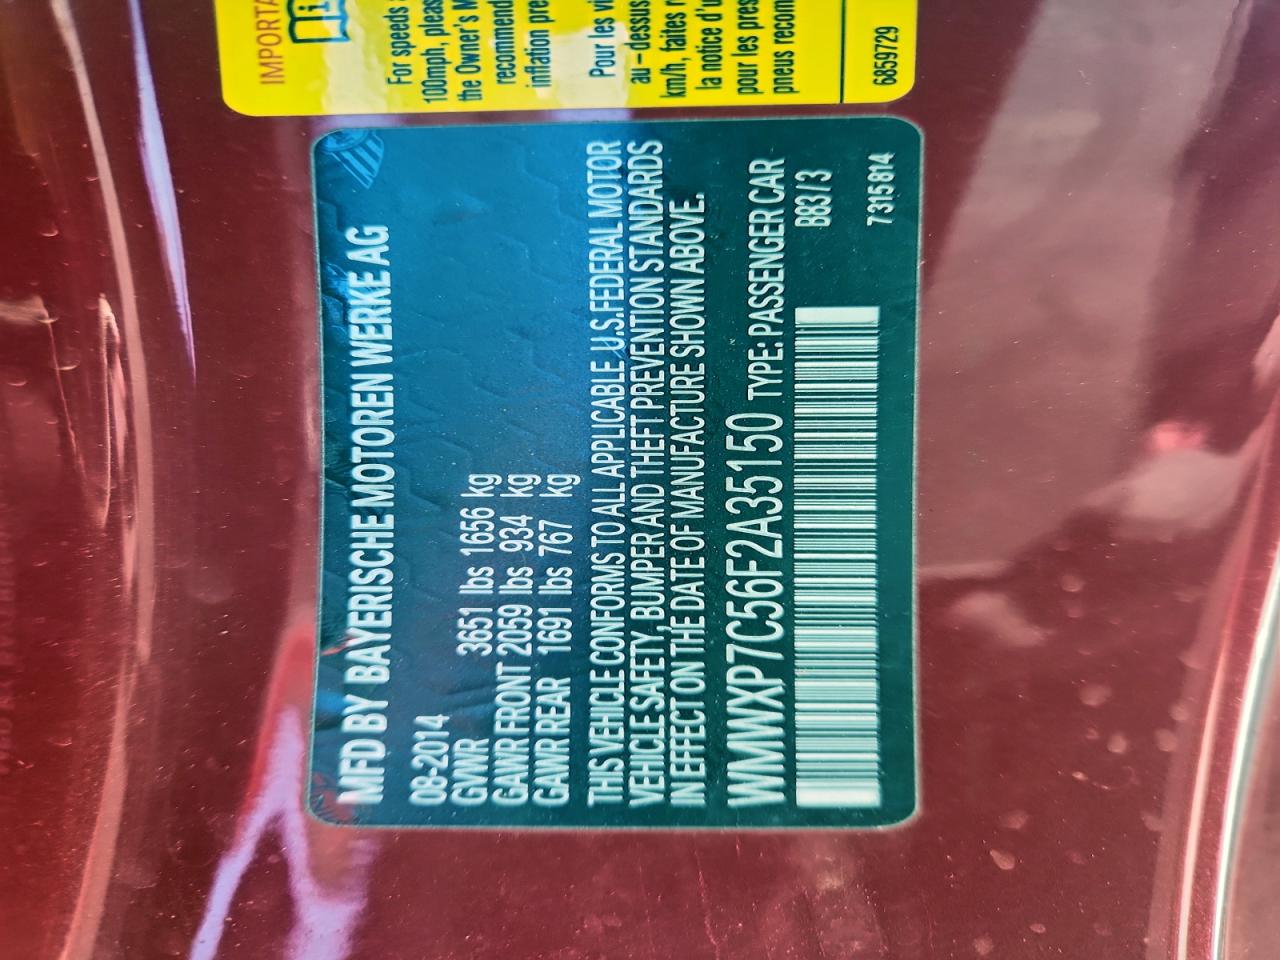 IMPORTA
For speeds
100mph, pleas
the Owner's M
recommend
inflation pre
Pour les vi
au-dessus
km/h, faites r
la notice d'u
pour les pres
pneus recom
6859729
MFD BY BAYERISCHE MOTOREN WERKE AG
08-2014
GVWR 3651 lbs 1656 kg
GAWR FRONT 2059 lbs 934 kg
GAWR REAR 1691 lbs 767 kg
THIS VEHICLE CONFORMS TO ALL APPLICABLE U.S.FEDERAL MOTOR
VEHICLE SAFETY, BUMPER AND THEFT PREVENTION STANDARDS
IN EFFECT ON THE DATE OF MANUFACTURE SHOWN ABOVE.
WMWXP7C56F2A35150 TYPE: PASSENGER CAR
B83/3
7315814